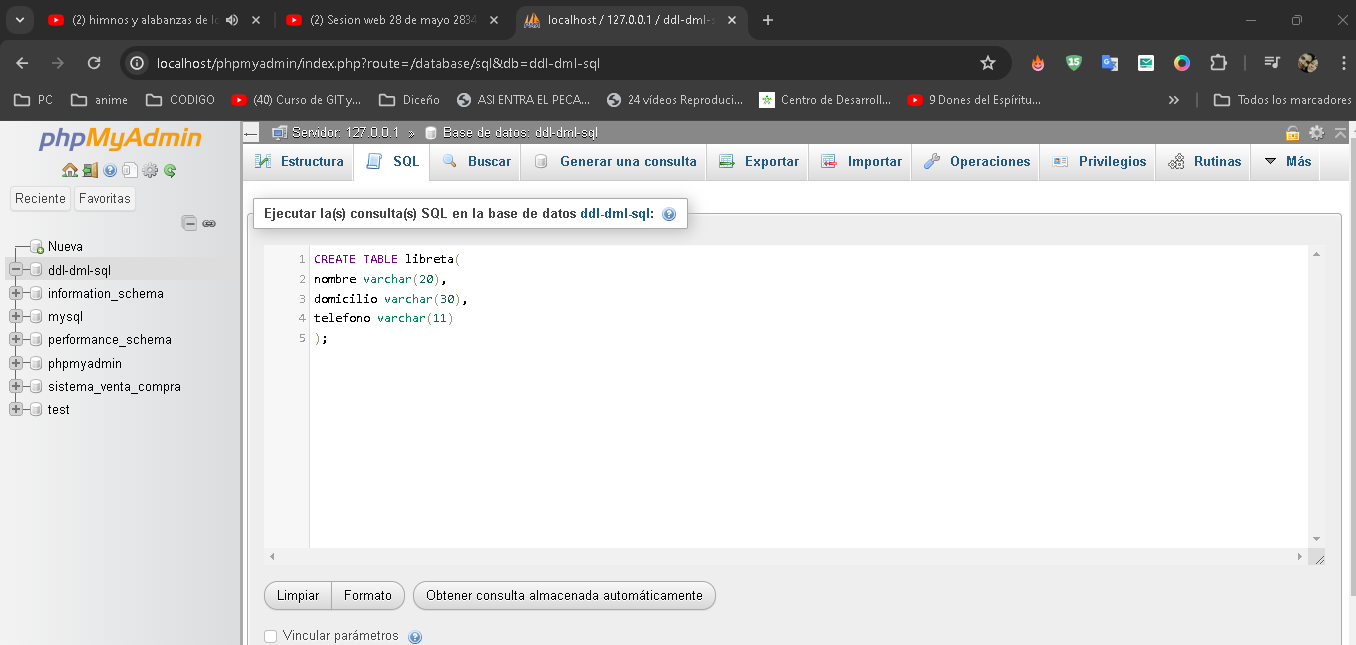 (2) himnos y alabanzas de lo
(2) Sesion web 28 de mayo 2834
localhost / 127.0.0.1 / ddl-dml-s
localhost/phpmyadmin/index.php?route=/database/sql&db=ddl-dml-sql
15
PC
anime
CODIGO
(40) Curso de GIT y...
Diceño
ASI ENTRA EL PECA...
24 vídeos Reproduci...
Centro de Desarroll...
9 Dones del Espíritu...
Todos los marcadores
phpMyAdmin
Reciente
Favoritas
Nueva
ddl-dml-sql
information_schema
mysql
performance_schema
phpmyadmin
sistema_venta_compra
test
Servidor: 127.0.0.1 » Base de datos: ddl-dml-sql
Estructura
SQL
Buscar
Generar una consulta
Exportar
Importar
Operaciones
Privilegios
Rutinas
Más
Ejecutar la(s) consulta(s) SQL en la base de datos ddl-dml-sql:
1 CREATE TABLE libreta(
2 nombre varchar(20),
3 domicilio varchar(30),
4 telefono varchar(11)
5 );
Limpiar
Formato
Obtener consulta almacenada automáticamente
Vincular parámetros